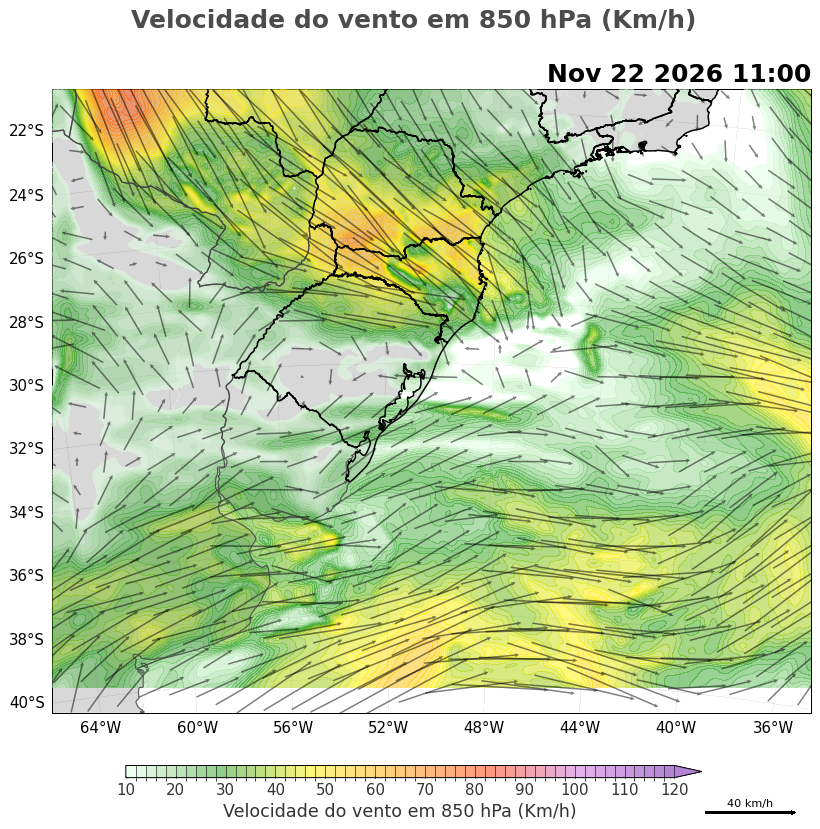 Velocidade do vento em 850 hPa (Km/h)
Nov 22 2026 11:00
22°S
24°S
26°S
28°S
30°S
32°S
34°S
36°S
38°S
40°S
64°W 60°W 56°W 52°W 48°W 44°W 40°W 36°W
10 20 30 40 50 60 70 80 90 100 110 120
Velocidade do vento em 850 hPa (Km/h)
40 km/h